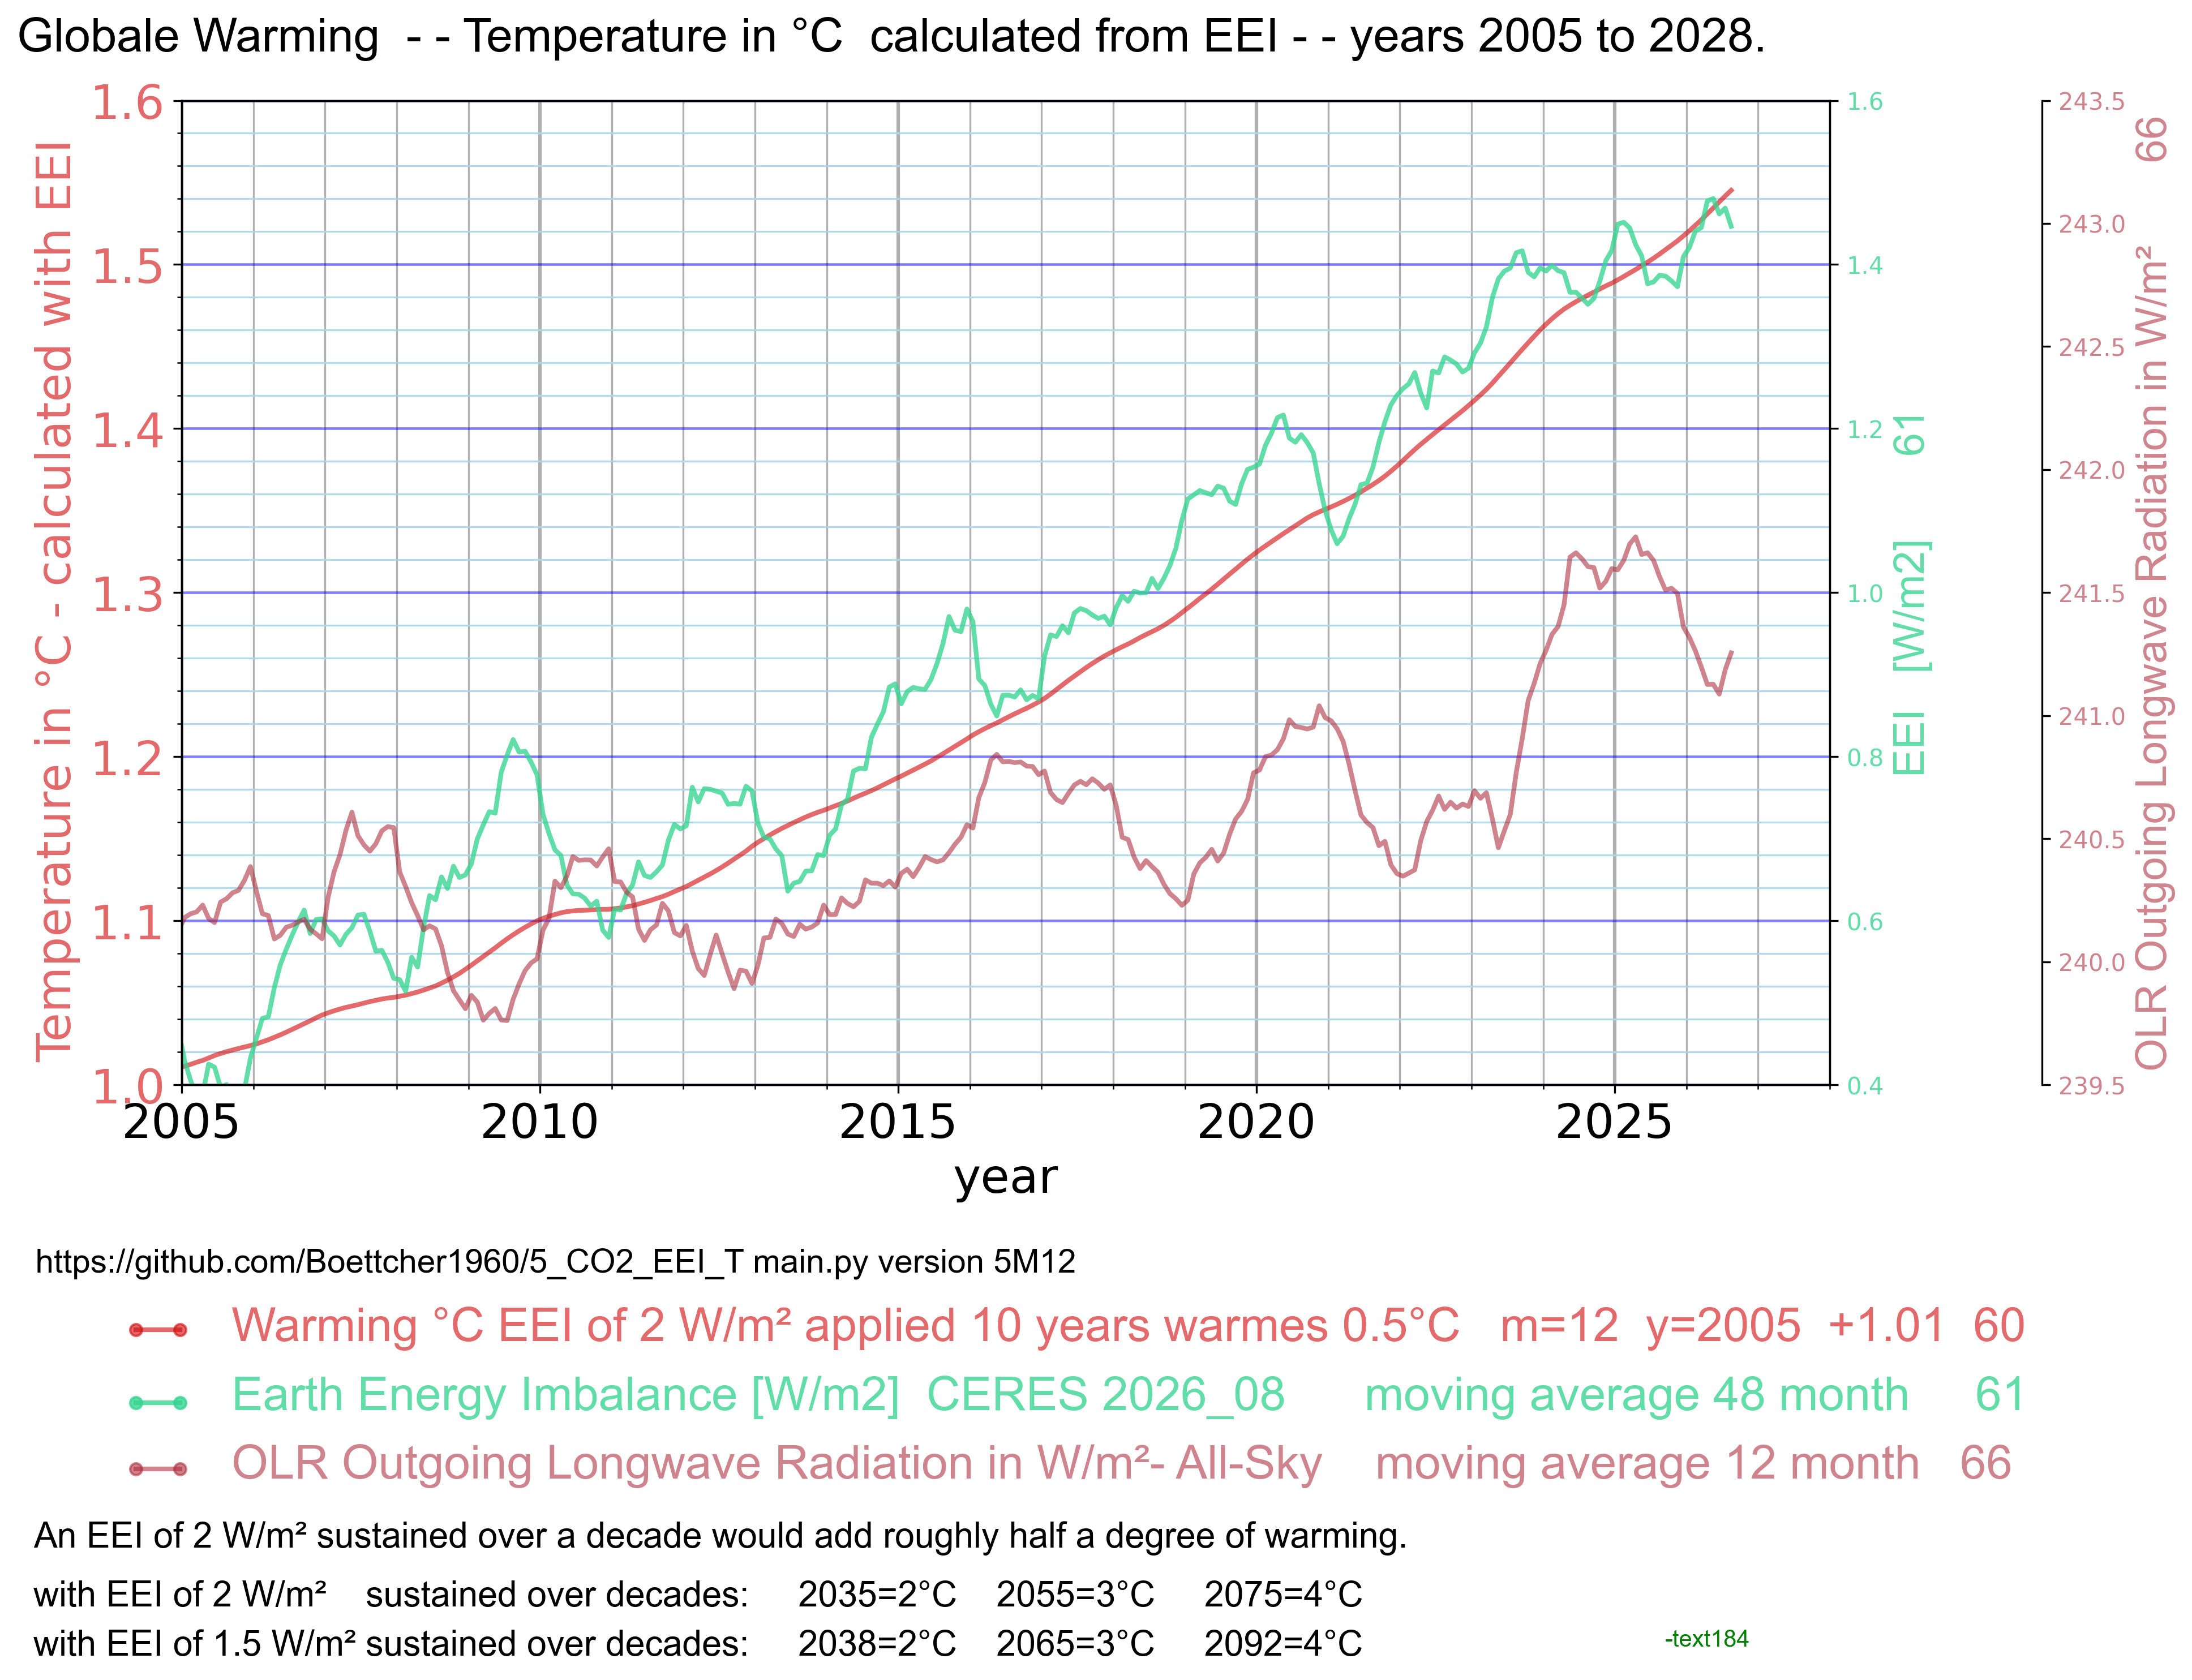 Globale Warming  - - Temperature in °C  calculated from EEI - - years 2005 to 2028.
Temperature in °C - calculated with EEI
1.6
1.5
1.4
1.3
1.2
1.1
1.0
1.6
1.4
1.2
1.0
0.8
0.6
0.4
EEI [W/m2] 61
243.5
243.0
242.5
242.0
241.5
241.0
240.5
240.0
239.5
OLR Outgoing Longwave Radiation in W/m² 66
2005 2010 2015 2020 2025
year
https://github.com/Boettcher1960/5_CO2_EEI_T main.py version 5M12
Warming °C EEI of 2 W/m² applied 10 years warmes 0.5°C m=12 y=2005 +1.01 60
Earth Energy Imbalance [W/m2] CERES 2026_08 moving average 48 month 61
OLR Outgoing Longwave Radiation in W/m²- All-Sky moving average 12 month 66
An EEI of 2 W/m² sustained over a decade would add roughly half a degree of warming.
with EEI of 2 W/m² sustained over decades: 2035=2°C 2055=3°C 2075=4°C
with EEI of 1.5 W/m² sustained over decades: 2038=2°C 2065=3°C 2092=4°C
-text184